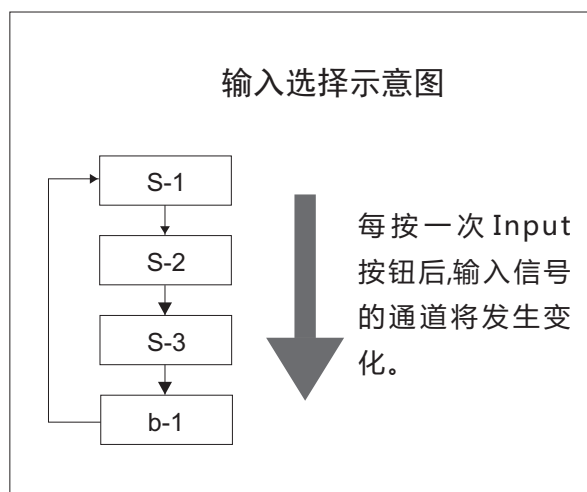 输入选择示意图
S-1
S-2
S-3
b-1
每按一次Input
按钮后,输入信号
的通道将发生变
化。